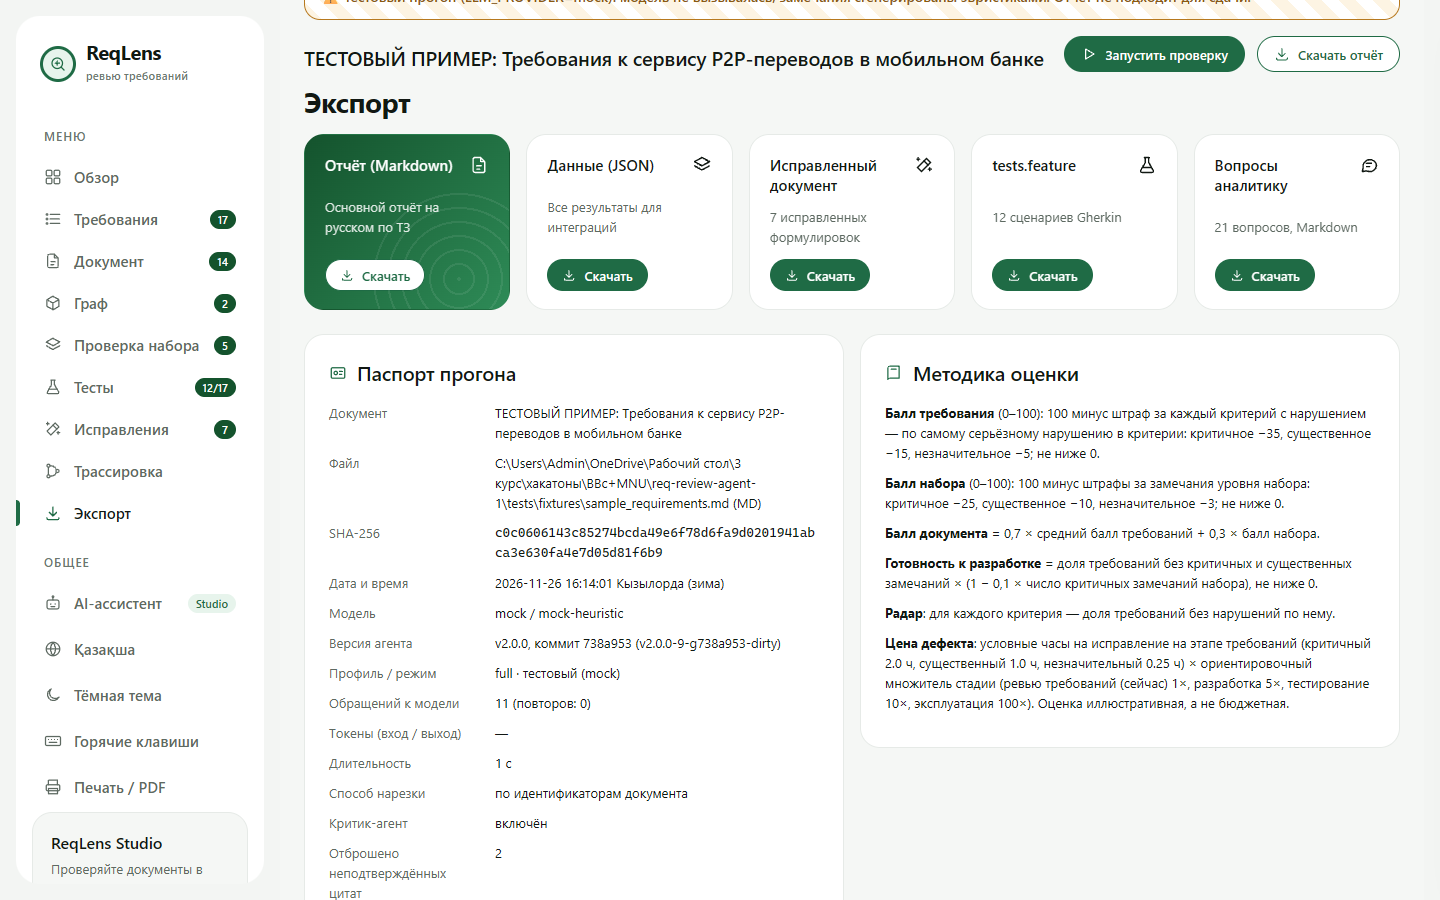 ReqLens
ревью требований
МЕНЮ
Обзор
Требования 17
Документ 14
Граф 2
Проверка набора 5
Тесты 12/17
Исправления 7
Трассировка
Экспорт
ОБЩЕЕ
AI-ассистент Studio
Қазақша
Тёмная тема
Горячие клавиши
Печать / PDF
ReqLens Studio
Проверяйте документы в
ТЕСТОВЫЙ ПРИМЕР: Требования к сервису P2P-переводов в мобильном банке
Запустить проверку
Скачать отчёт
Экспорт
Отчёт (Markdown)
Основной отчёт на
русском по ТЗ
Скачать
Данные (JSON)
Все результаты для
интеграций
Скачать
Исправленный
документ
7 исправленных
формулировок
Скачать
tests.feature
12 сценариев Gherkin
Скачать
Вопросы
аналитику
21 вопросов, Markdown
Скачать
Паспорт прогона
Документ ТЕСТОВЫЙ ПРИМЕР: Требования к сервису P2P-
переводов в мобильном банке
Файл C:\Users\Admin\OneDrive\Рабочий стол\3
курс\хакатоны\BBc+MNU\req-review-agent-
1\tests\fixtures\sample_requirements.md (MD)
SHA-256 c0c0606143c85274bcda49e6f78d6fa9d0201941ab
ca3e630fa4e7d05d81f6b9
Дата и время 2026-11-26 16:14:01 Кызылорда (зима)
Модель mock / mock-heuristic
Версия агента v2.0.0, коммит 738a953 (v2.0.0-9-g738a953-dirty)
Профиль / режим full · тестовый (mock)
Обращений к модели 11 (повторов: 0)
Токены (вход / выход) —
Длительность 1 с
Способ нарезки по идентификаторам документа
Критик-агент включён
Отброшено 2
неподтверждённых
цитат
Методика оценки
Балл требования (0–100): 100 минус штраф за каждый критерий с нарушением
— по самому серьёзному нарушению в критерии: критичное −35, существенное
−15, незначительное −5; не ниже 0.
Балл набора (0–100): 100 минус штрафы за замечания уровня набора:
критичное −25, существенное −10, незначительное −3; не ниже 0.
Балл документа = 0,7 × средний балл требований + 0,3 × балл набора.
Готовность к разработке = доля требований без критичных и существенных
замечаний × (1 − 0,1 × число критичных замечаний набора), не ниже 0.
Радар: для каждого критерия — доля требований без нарушений по нему.
Цена дефекта: условные часы на исправление на этапе требований (критичный
2.0 ч, существенный 1.0 ч, незначительный 0.25 ч) × ориентировочный
множитель стадии (ревью требований (сейчас) 1×, разработка 5×, тестирование
10×, эксплуатация 100×). Оценка иллюстративная, а не бюджетная.